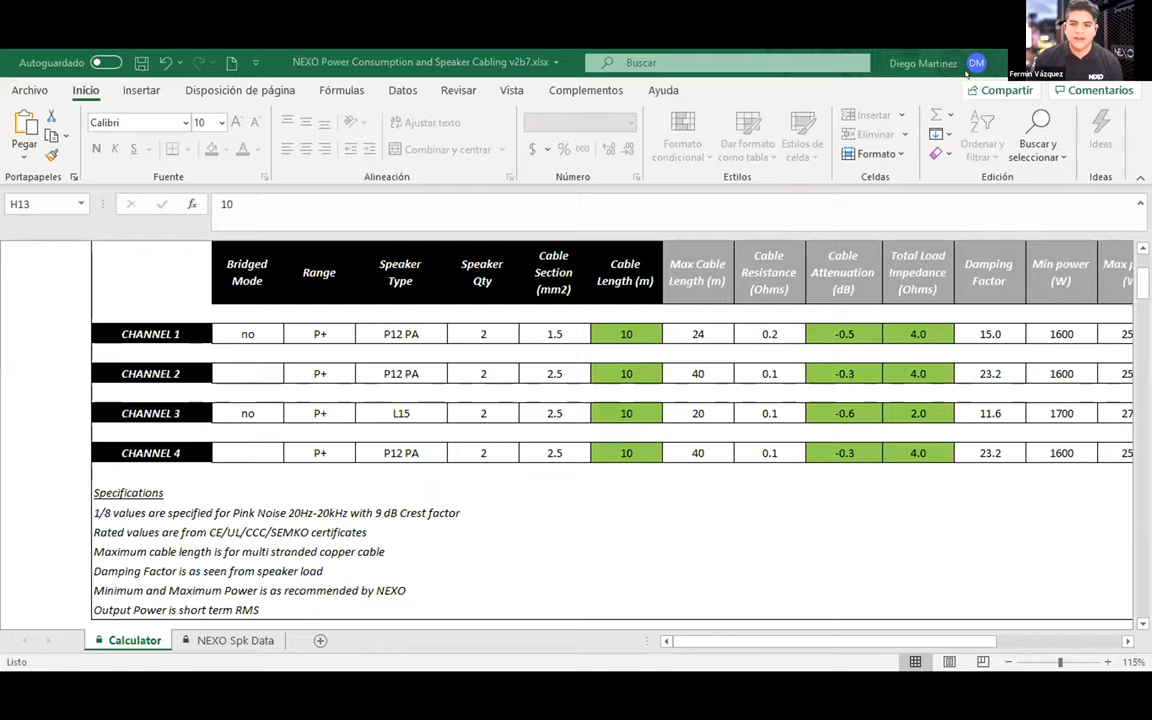 Autoguardado
NEXO Power Consumption and Speaker Cabling v2b7.xlsx
Buscar
Diego Martinez DM
NEXO
NEXO
Fermin Vázquez
Archivo Inicio Insertar Disposición de página Fórmulas Datos Revisar Vista Complementos Ayuda Compartir Comentarios
Pegar
Calibri 10
N K S
Ajustar texto
Combinar y centrar
$ % 000
Formato condicional
Dar formato como tabla
Estilos de celda
Insertar
Eliminar
Formato
Ordenar y filtrar
Buscar y seleccionar
Ideas
Portapapeles Fuente Alineación Número Estilos Celdas Edición Ideas
H13 fx 10
Bridged Mode Range Speaker Type Speaker Qty Cable Section (mm2) Cable Length (m) Max Cable Length (m) Cable Resistance (Ohms) Cable Attenuation (dB) Total Load Impedance (Ohms) Damping Factor Min power (W) Max
CHANNEL 1 no P+ P12 PA 2 1.5 10 24 0.2 -0.5 4.0 15.0 1600 25
CHANNEL 2 P+ P12 PA 2 2.5 10 40 0.1 -0.3 4.0 23.2 1600 25
CHANNEL 3 no P+ L15 2 2.5 10 20 0.1 -0.6 2.0 11.6 1700 27
CHANNEL 4 P+ P12 PA 2 2.5 10 40 0.1 -0.3 4.0 23.2 1600 25
Specifications
1/8 values are specified for Pink Noise 20Hz-20kHz with 9 dB Crest factor
Rated values are from CE/UL/CCC/SEMKO certificates
Maximum cable length is for multi stranded copper cable
Damping Factor is as seen from speaker load
Minimum and Maximum Power is as recommended by NEXO
Output Power is short term RMS
Calculator NEXO Spk Data
Listo 115%